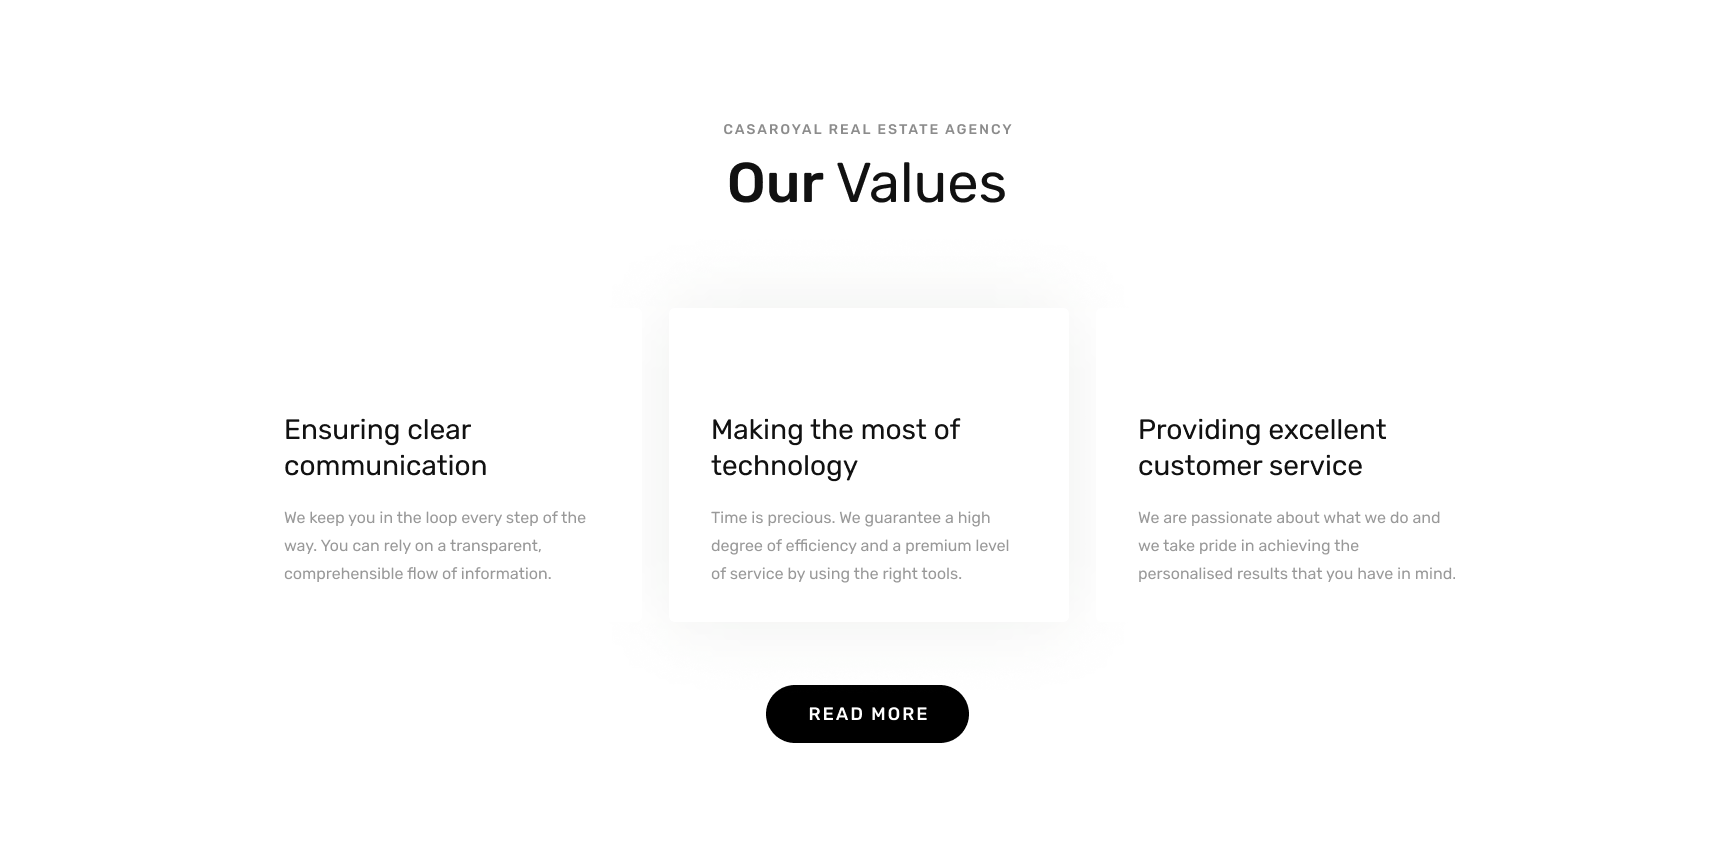 CASAROYAL REAL ESTATE AGENCY
Our Values
Ensuring clear
communication
We keep you in the loop every step of the
way. You can rely on a transparent,
comprehensible flow of information.
Making the most of
technology
Time is precious. We guarantee a high
degree of efficiency and a premium level
of service by using the right tools.
Providing excellent
customer service
We are passionate about what we do and
we take pride in achieving the
personalised results that you have in mind.
READ MORE